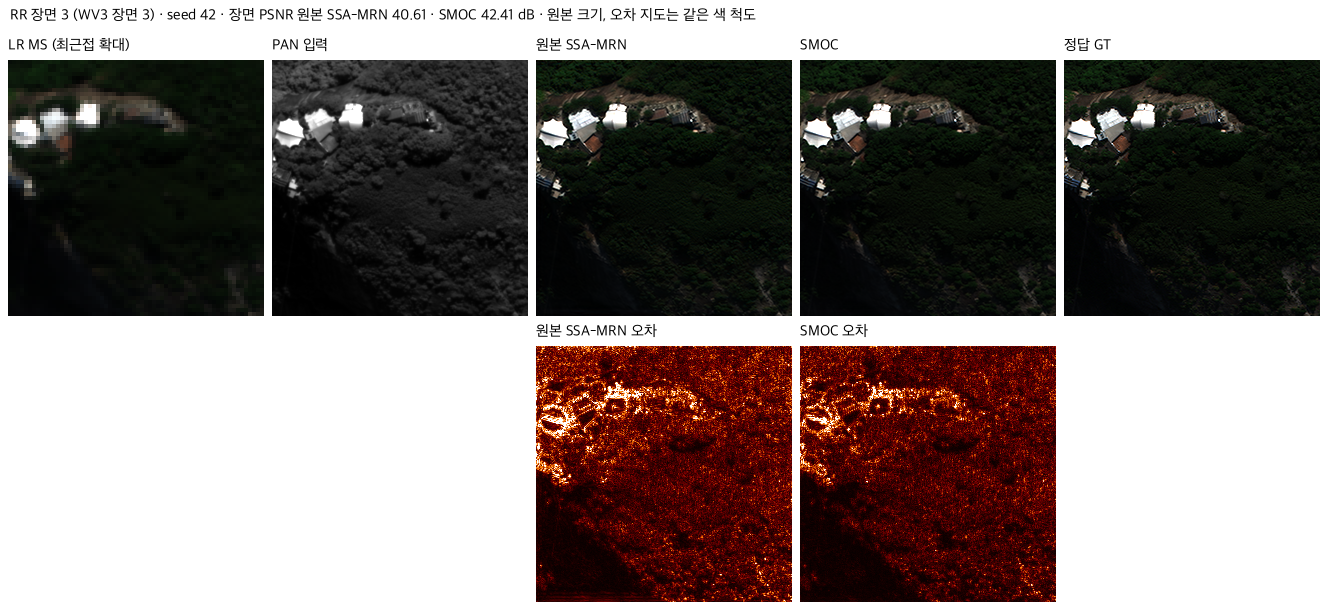 RR 장면 3 (WV3 장면 3) · seed 42 · 장면 PSNR 원본 SSA-MRN 40.61 · SMOC 42.41 dB · 원본 크기, 오차 지도는 같은 색 척도
LR MS (최근접 확대)
PAN 입력
원본 SSA-MRN
SMOC
정답 GT
원본 SSA-MRN 오차
SMOC 오차